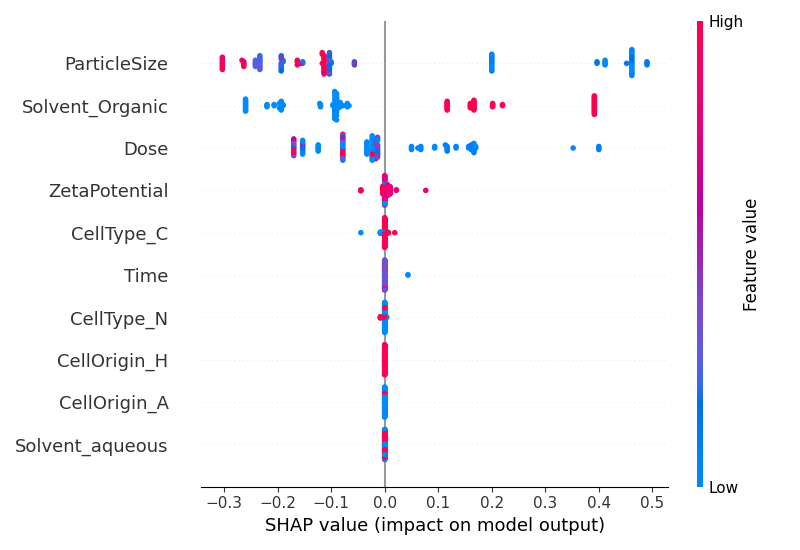 High
ParticleSize
Solvent_Organic
Dose
ZetaPotential
CellType_C
Time
CellType_N
CellOrigin_H
CellOrigin_A
Solvent_aqueous
Feature value
Low
−0.3 −0.2 −0.1 0.0 0.1 0.2 0.3 0.4 0.5
SHAP value (impact on model output)